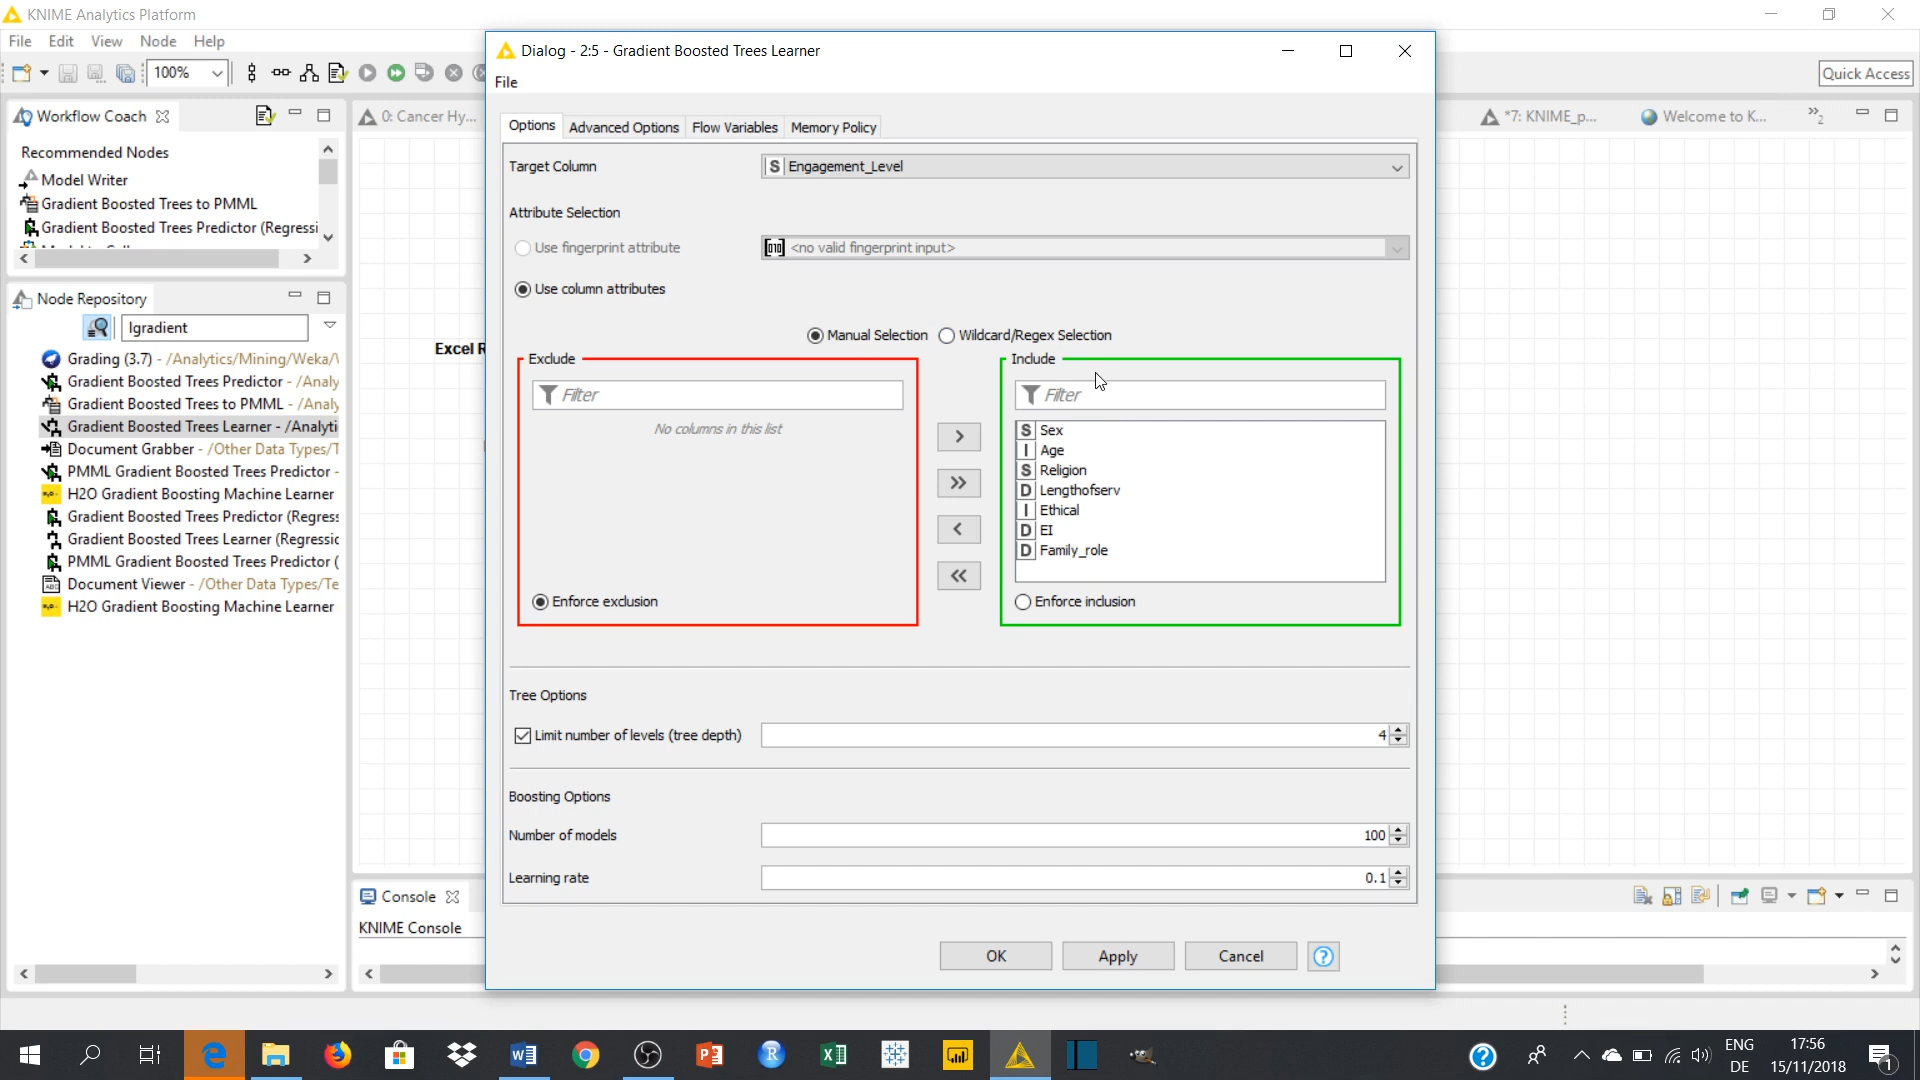 KNIME Analytics Platform
File Edit View Node Help
100%
Quick Access
Workflow Coach
Recommended Nodes
Model Writer
Gradient Boosted Trees to PMML
Gradient Boosted Trees Predictor (Regressi
Node Repository
lgradient
Grading (3.7) - /Analytics/Mining/Weka/\
Gradient Boosted Trees Predictor - /Analy
Gradient Boosted Trees to PMML - /Analy
Gradient Boosted Trees Learner - /Analyti
Document Grabber - /Other Data Types/T
PMML Gradient Boosted Trees Predictor -
H2O Gradient Boosting Machine Learner
Gradient Boosted Trees Predictor (Regres
Gradient Boosted Trees Learner (Regressio
PMML Gradient Boosted Trees Predictor (
Document Viewer - /Other Data Types/Te
H2O Gradient Boosting Machine Learner
0: Cancer Hy...
*7: KNIME_p...
Welcome to K...
»2
Excel R
Console
KNIME Console
Dialog - 2:5 - Gradient Boosted Trees Learner
File
Options Advanced Options Flow Variables Memory Policy
Target Column S Engagement_Level
Attribute Selection
Use fingerprint attribute <no valid fingerprint input>
Use column attributes
Manual Selection Wildcard/Regex Selection
Exclude
Filter
No columns in this list
Enforce exclusion
>
>>
<
<<
Include
Filter
S Sex
I Age
S Religion
D Lengthofserv
I Ethical
D EI
D Family_role
Enforce inclusion
Tree Options
Limit number of levels (tree depth) 4
Boosting Options
Number of models 100
Learning rate 0.1
OK Apply Cancel ?
ENG
DE
17:56
15/11/2018
1